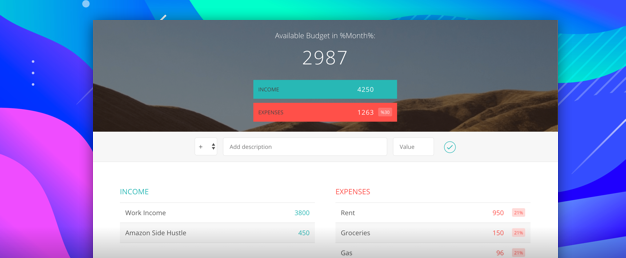 Available Budget in %Month%:
2987
INCOME 4250
EXPENSES 1263
+ Add description Value
INCOME
Work Income 3800
Amazon Side Hustle 450
EXPENSES
Rent 950 21%
Groceries 150 21%
Gas 96 21%